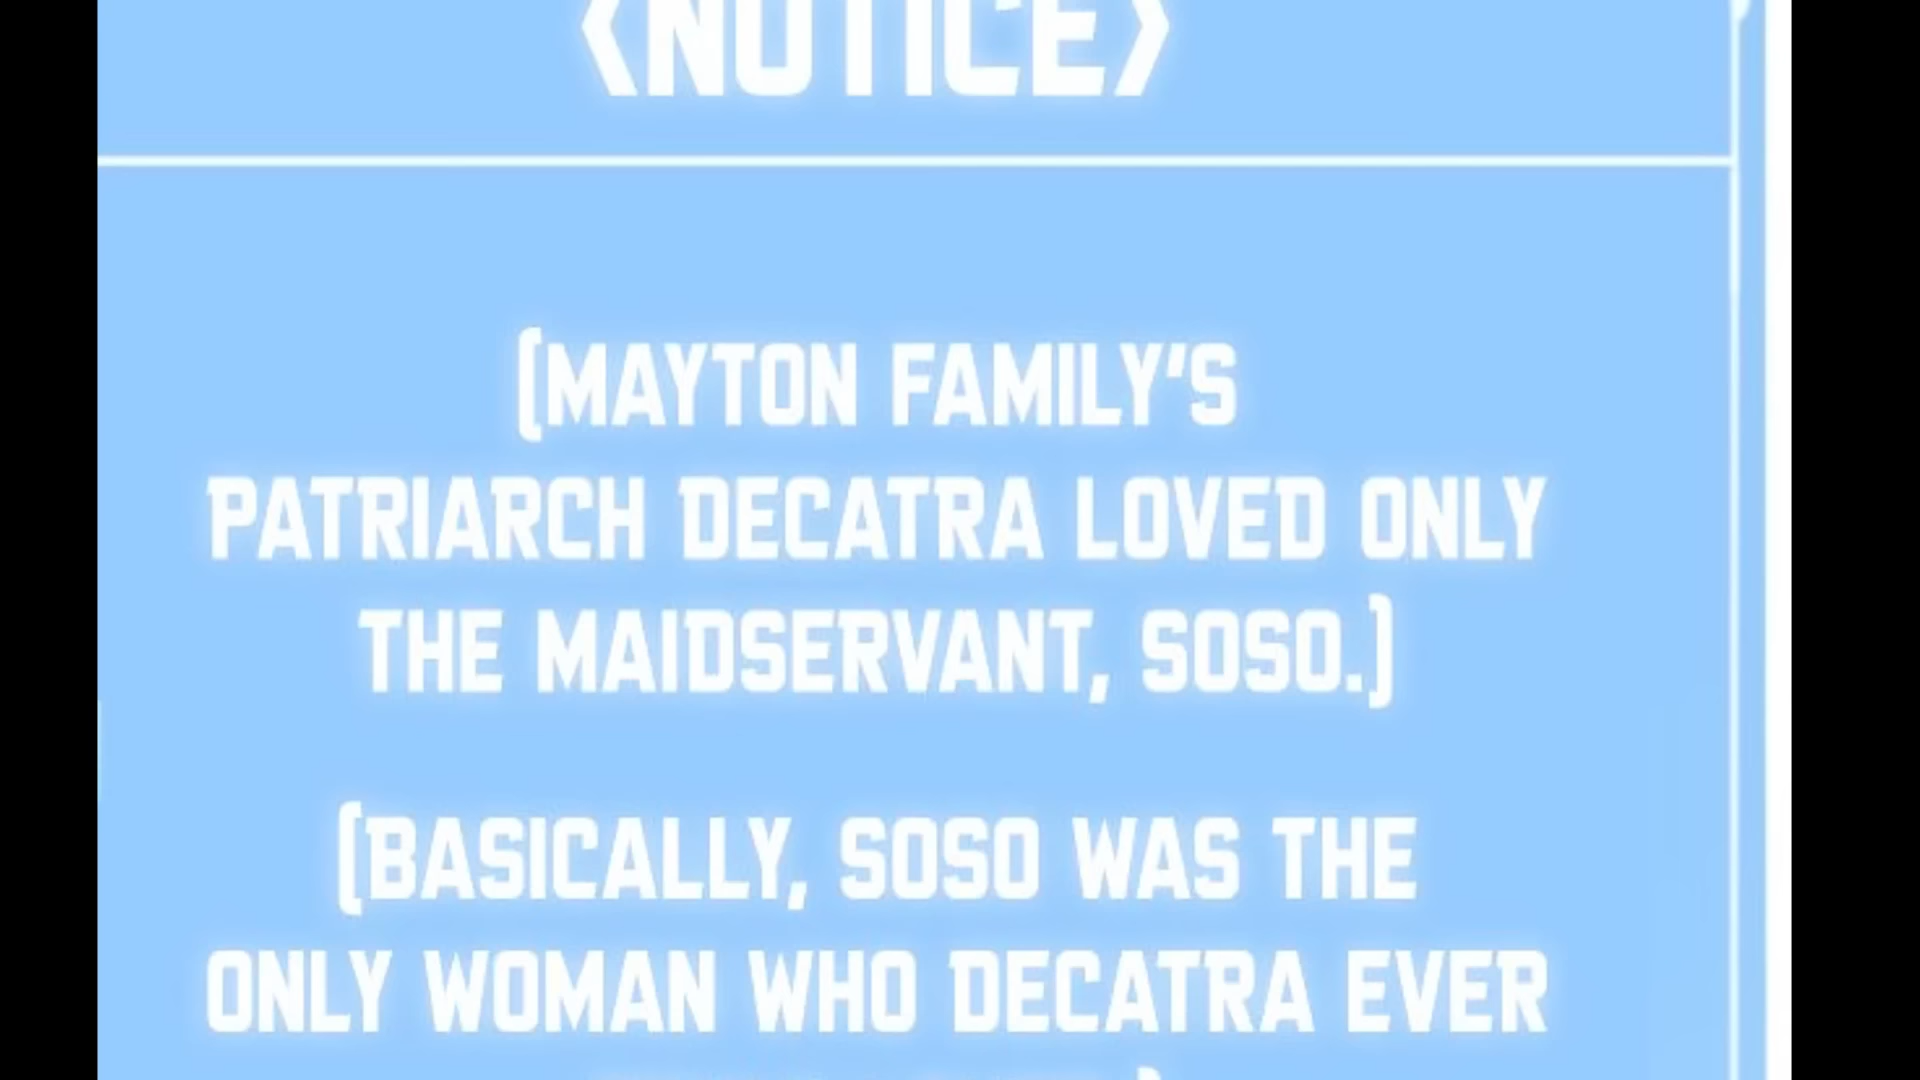 <NOTICE>
(MAYTON FAMILY'S
PATRIARCH DECATRA LOVED ONLY
THE MAIDSERVANT, SOSO.)
(BASICALLY, SOSO WAS THE
ONLY WOMAN WHO DECATRA EVER